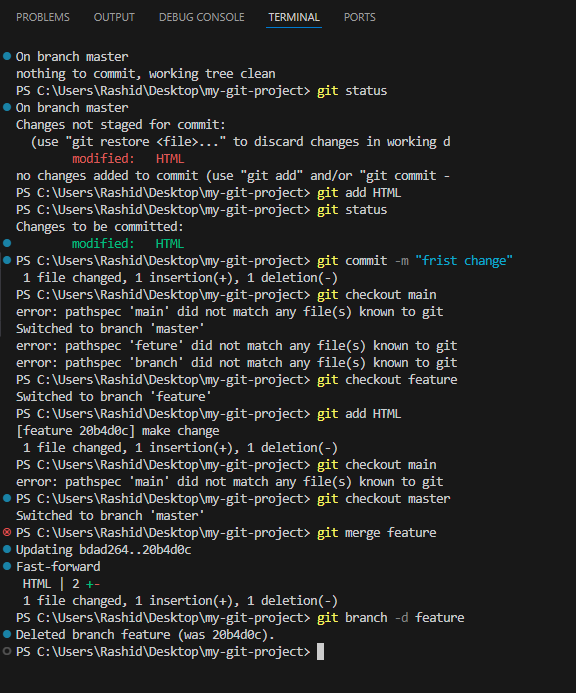 PROBLEMS OUTPUT DEBUG CONSOLE TERMINAL PORTS
On branch master
nothing to commit, working tree clean
PS C:\Users\Rashid\Desktop\my-git-project> git status
On branch master
Changes not staged for commit:
(use "git restore <file>..." to discard changes in working d
modified: HTML
no changes added to commit (use "git add" and/or "git commit -
PS C:\Users\Rashid\Desktop\my-git-project> git add HTML
PS C:\Users\Rashid\Desktop\my-git-project> git status
Changes to be committed:
modified: HTML
PS C:\Users\Rashid\Desktop\my-git-project> git commit -m "frist change"
1 file changed, 1 insertion(+), 1 deletion(-)
PS C:\Users\Rashid\Desktop\my-git-project> git checkout main
error: pathspec 'main' did not match any file(s) known to git
Switched to branch 'master'
error: pathspec 'feture' did not match any file(s) known to git
error: pathspec 'branch' did not match any file(s) known to git
PS C:\Users\Rashid\Desktop\my-git-project> git checkout feature
Switched to branch 'feature'
PS C:\Users\Rashid\Desktop\my-git-project> git add HTML
[feature 20b4d0c] make change
1 file changed, 1 insertion(+), 1 deletion(-)
PS C:\Users\Rashid\Desktop\my-git-project> git checkout main
error: pathspec 'main' did not match any file(s) known to git
PS C:\Users\Rashid\Desktop\my-git-project> git checkout master
Switched to branch 'master'
PS C:\Users\Rashid\Desktop\my-git-project> git merge feature
Updating bdad264..20b4d0c
Fast-forward
HTML | 2 +-
1 file changed, 1 insertion(+), 1 deletion(-)
PS C:\Users\Rashid\Desktop\my-git-project> git branch -d feature
Deleted branch feature (was 20b4d0c).
PS C:\Users\Rashid\Desktop\my-git-project>